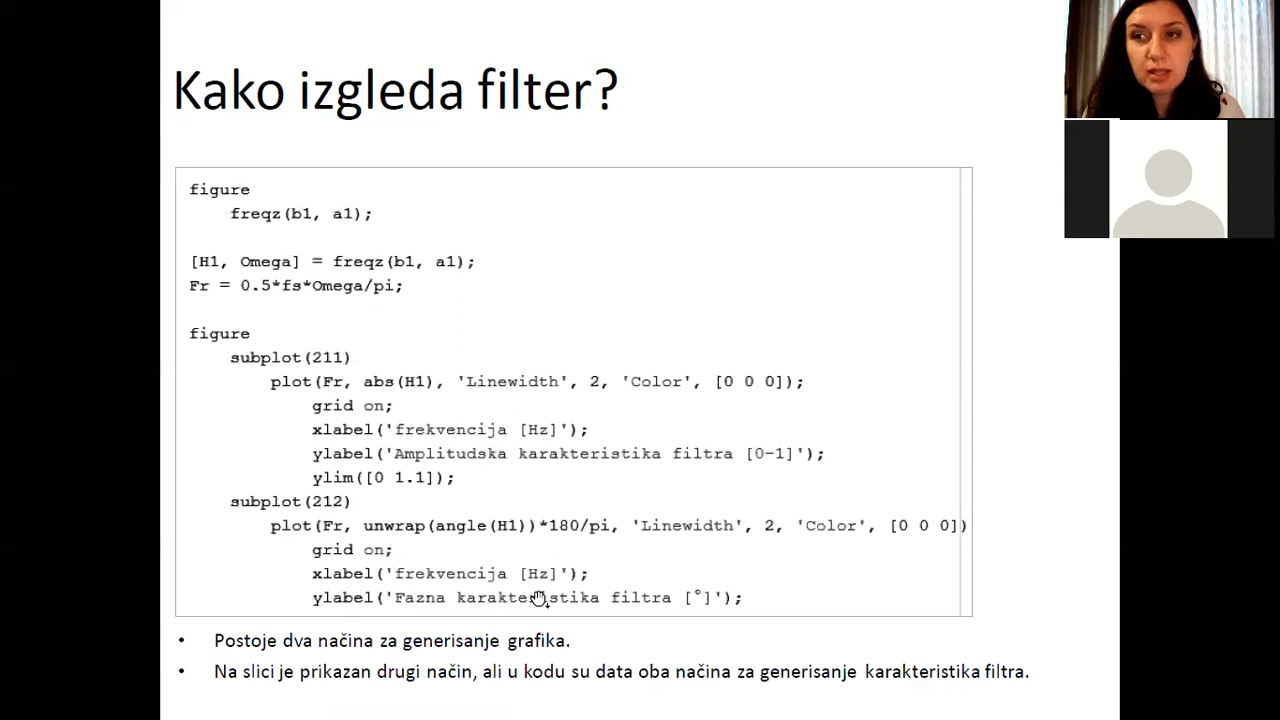 Kako izgleda filter?
figure
freqz(b1, a1);
[H1, Omega] = freqz(b1, a1);
Fr = 0.5*fs*Omega/pi;
figure
subplot(211)
plot(Fr, abs(H1), 'Linewidth', 2, 'Color', [0 0 0]);
grid on;
xlabel('frekvencija [Hz]');
ylabel('Amplitudska karakteristika filtra [0-1]');
ylim([0 1.1]);
subplot(212)
plot(Fr, unwrap(angle(H1))*180/pi, 'Linewidth', 2, 'Color', [0 0 0])
grid on;
xlabel('frekvencija [Hz]');
ylabel('Fazna karakteristika filtra [°]');
• Postoje dva načina za generisanje grafika.
• Na slici je prikazan drugi način, ali u kodu su data oba načina za generisanje karakteristika filtra.